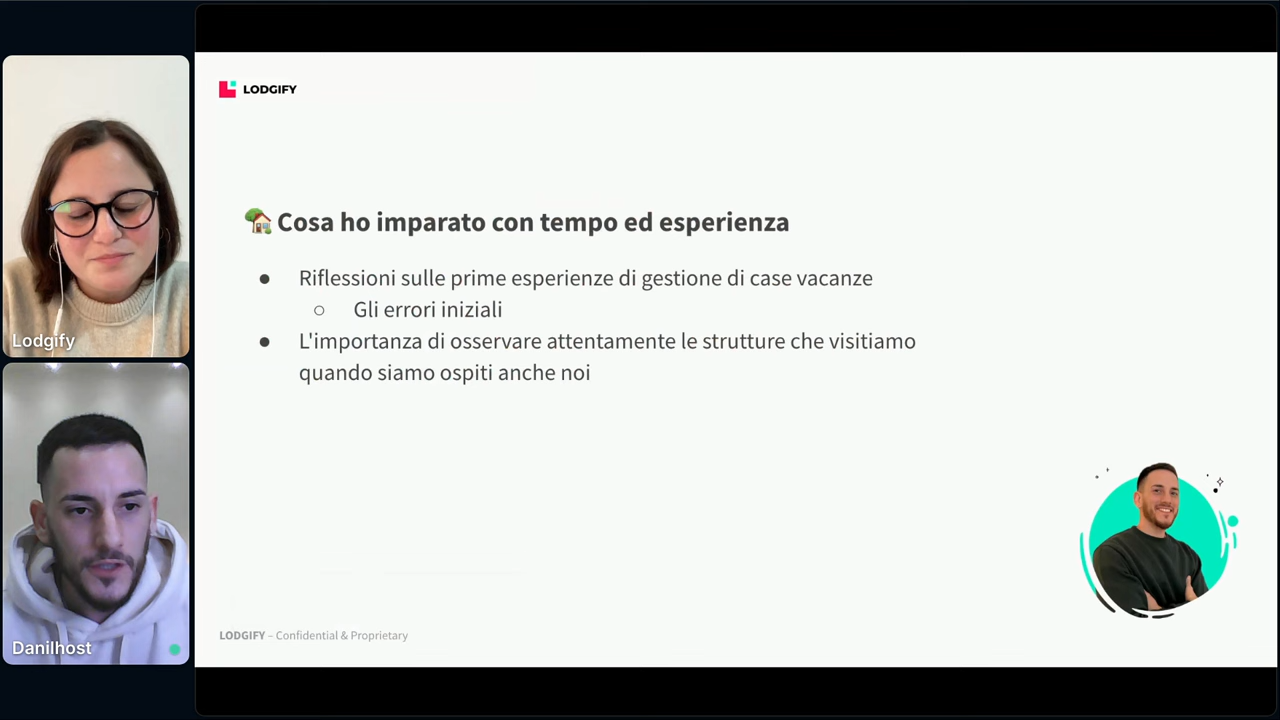 LODGIFY
Cosa ho imparato con tempo ed esperienza
● Riflessioni sulle prime esperienze di gestione di case vacanze
○ Gli errori iniziali
● L'importanza di osservare attentamente le strutture che visitiamo
quando siamo ospiti anche noi
LODGIFY – Confidential & Proprietary
Lodgify
Danilhost